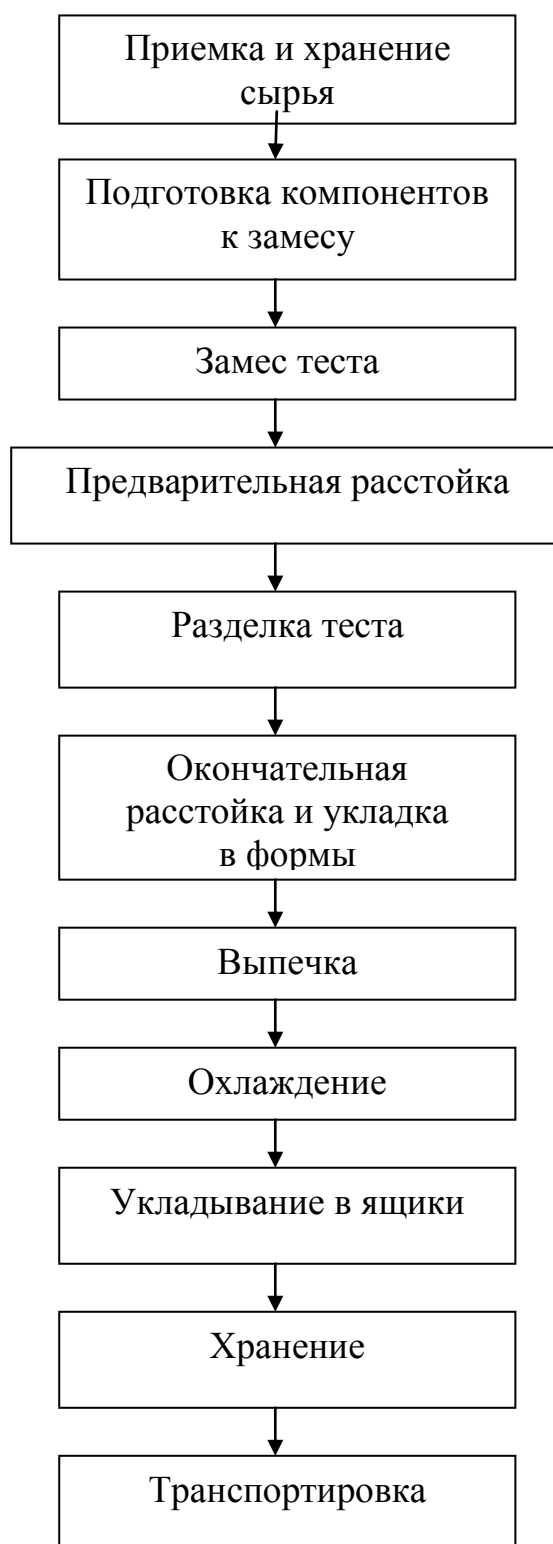 Приемка и хранение
сырья
Подготовка компонентов
к замесу
Замес теста
Предварительная расстойка
Разделка теста
Окончательная
расстойка и укладка
в формы
Выпечка
Охлаждение
Укладывание в ящики
Хранение
Транспортировка